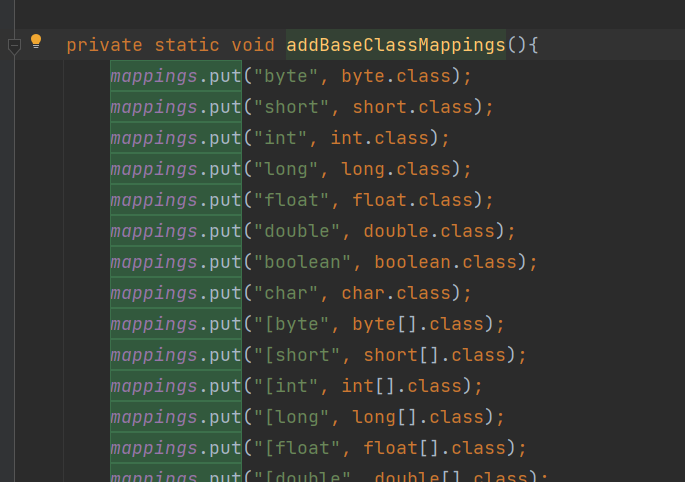 private static void addBaseClassMappings(){
mappings.put("byte", byte.class);
mappings.put("short", short.class);
mappings.put("int", int.class);
mappings.put("long", long.class);
mappings.put("float", float.class);
mappings.put("double", double.class);
mappings.put("boolean", boolean.class);
mappings.put("char", char.class);
mappings.put("[byte", byte[].class);
mappings.put("[short", short[].class);
mappings.put("[int", int[].class);
mappings.put("[long", long[].class);
mappings.put("[float", float[].class);
mappings.put("[double", double[].class);